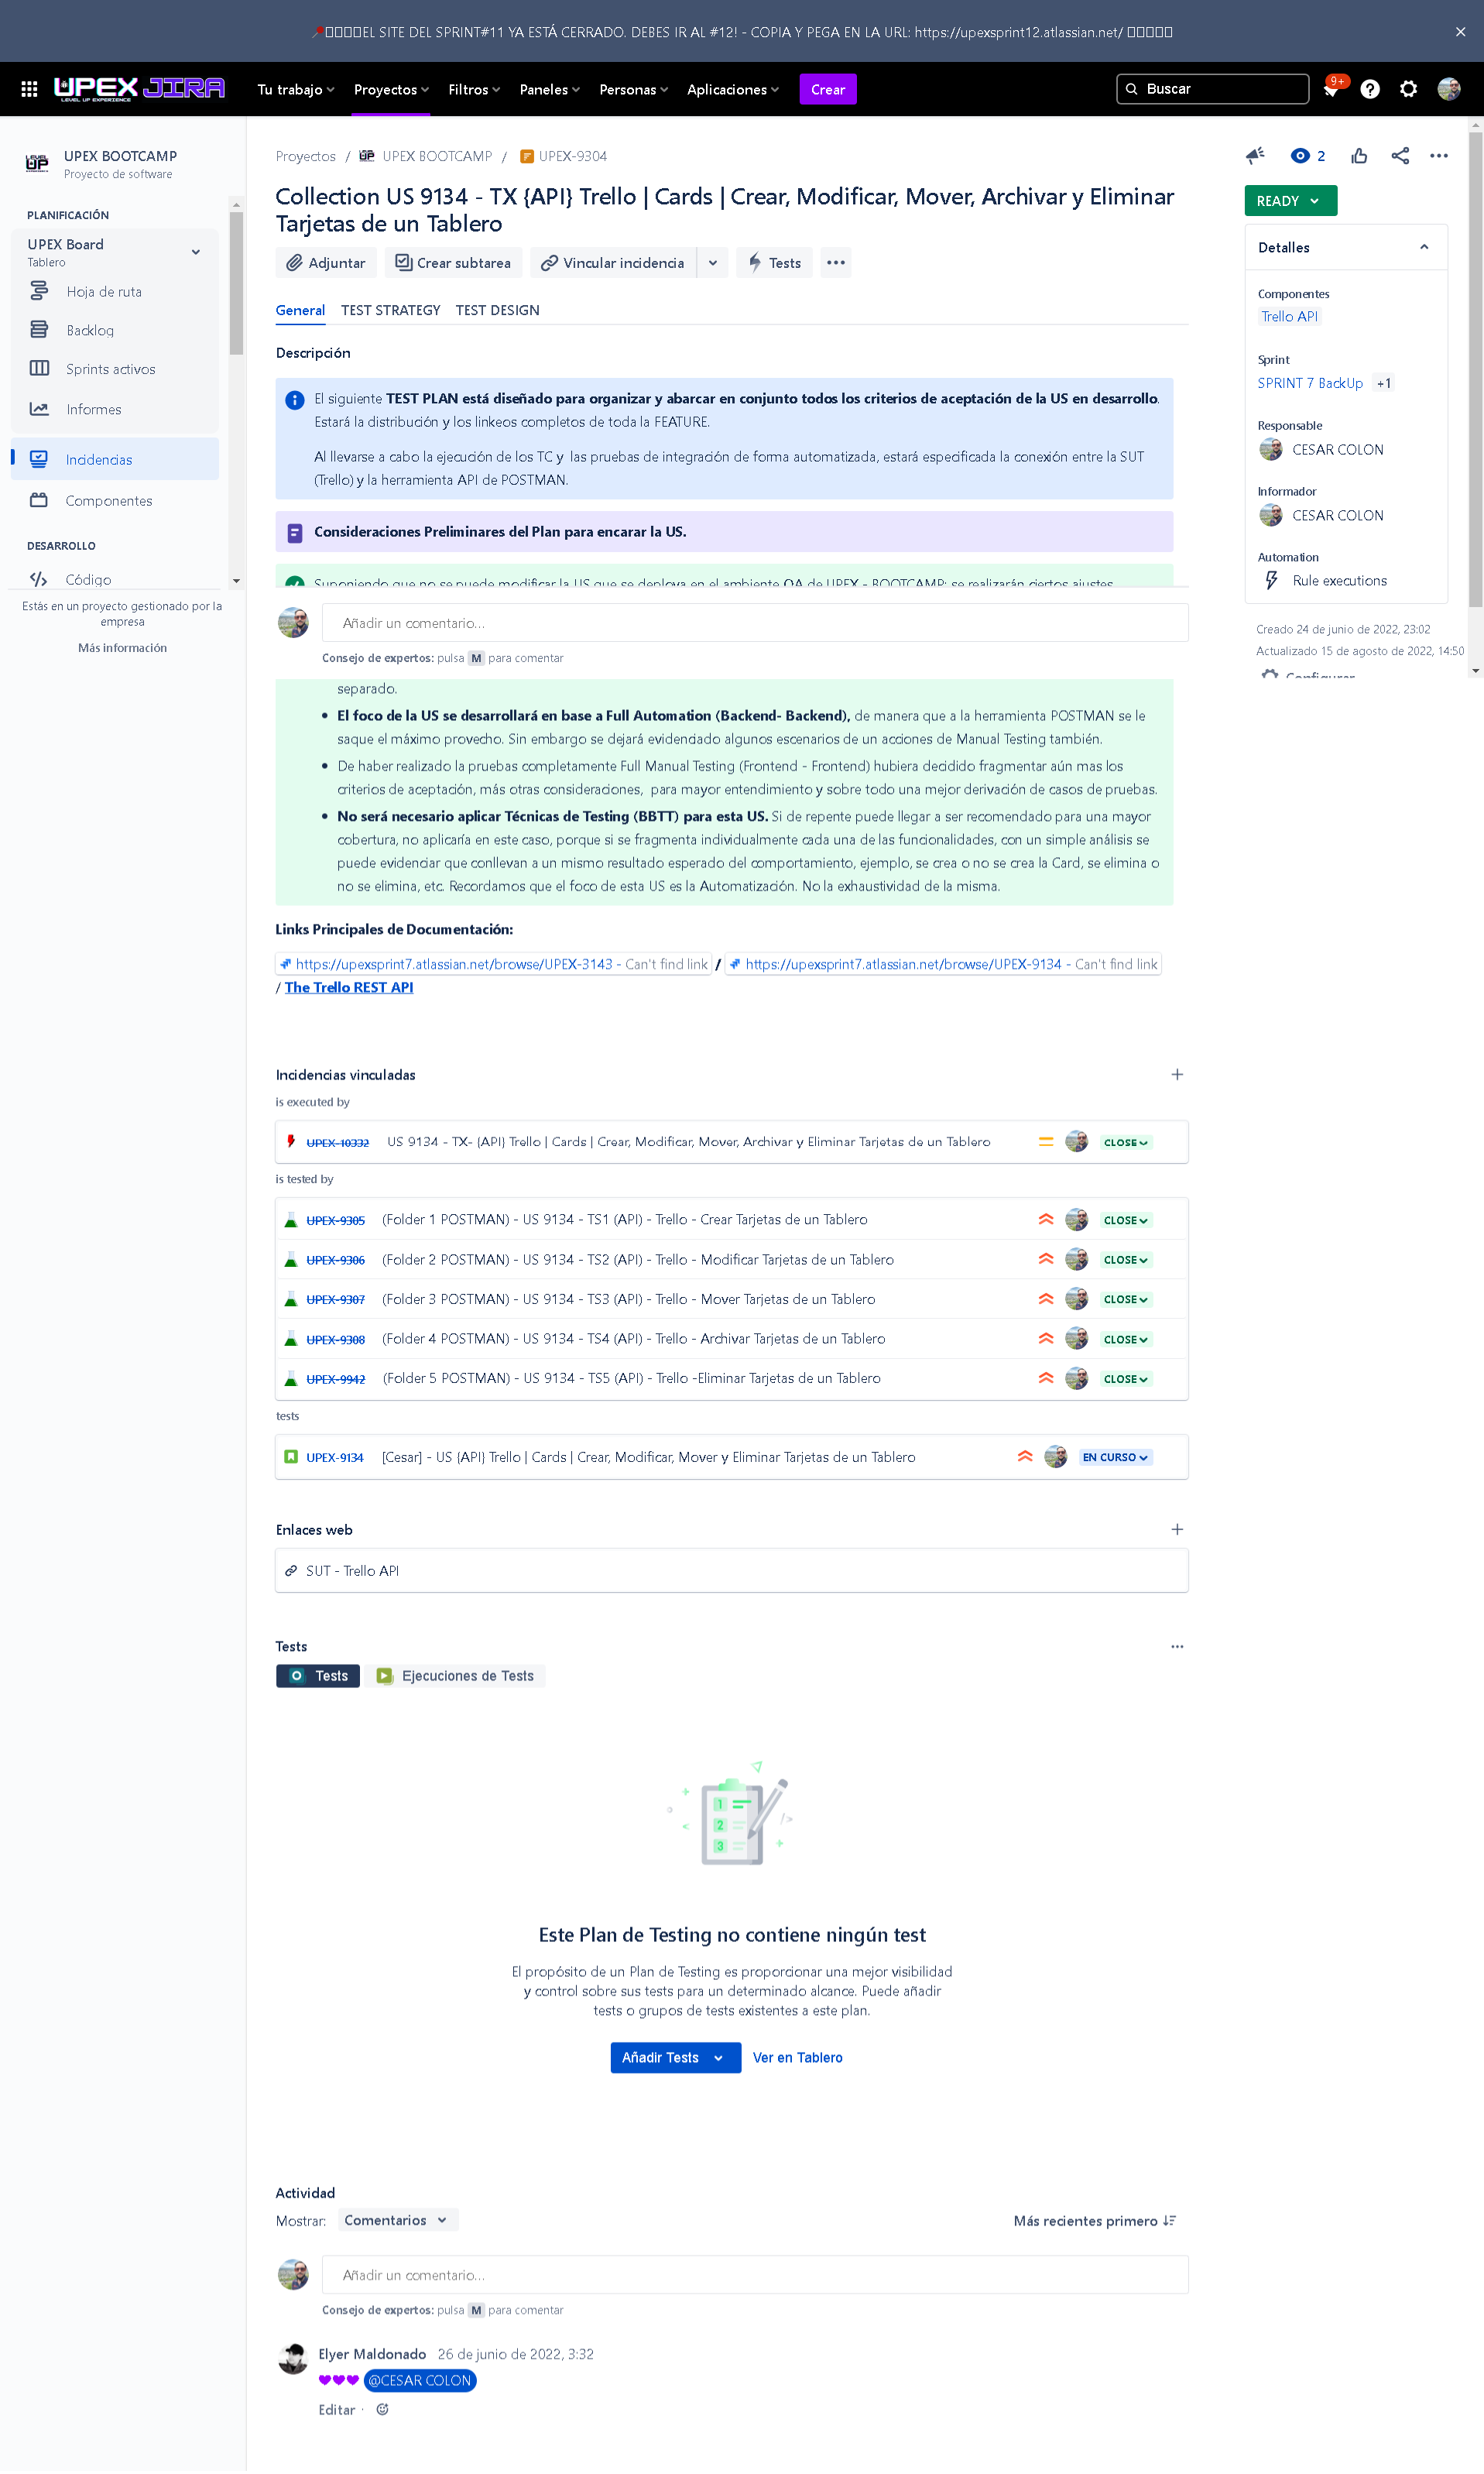 EL SITE DEL SPRINT#11 YA ESTÁ CERRADO. DEBES IR AL #12! - COPIA Y PEGA EN LA URL: https://upexsprint12.atlassian.net/
UPEX JIRA
LEVEL UP EXPERIENCE
Tu trabajo
Proyectos
Filtros
Paneles
Personas
Aplicaciones
Crear
Buscar
9+
UPEX BOOTCAMP
Proyecto de software
PLANIFICACIÓN
UPEX Board
Tablero
Hoja de ruta
Backlog
Sprints activos
Informes
Incidencias
Componentes
DESARROLLO
Código
Estás en un proyecto gestionado por la
empresa
Más información
Proyectos / UPEX BOOTCAMP / UPEX-9304
Collection US 9134 - TX {API} Trello | Cards | Crear, Modificar, Mover, Archivar y Eliminar
Tarjetas de un Tablero
Adjuntar
Crear subtarea
Vincular incidencia
Tests
General
TEST STRATEGY
TEST DESIGN
Descripción
El siguiente TEST PLAN está diseñado para organizar y abarcar en conjunto todos los criterios de aceptación de la US en desarrollo.
Estará la distribución y los linkeos completos de toda la FEATURE.
Al llevarse a cabo la ejecución de los TC y las pruebas de integración de forma automatizada, estará especificada la conexión entre la SUT
(Trello) y la herramienta API de POSTMAN.
Consideraciones Preliminares del Plan para encarar la US.
Suponiendo que no se puede modificar la US que se deploya en el ambiente QA de UPEX - BOOTCAMP; se realizarán ciertos ajustes
Añadir un comentario...
Consejo de expertos: pulsa M para comentar
separado.
• El foco de la US se desarrollará en base a Full Automation (Backend- Backend), de manera que a la herramienta POSTMAN se le
saque el máximo provecho. Sin embargo se dejará evidenciado algunos escenarios de un acciones de Manual Testing también.
• De haber realizado la pruebas completamente Full Manual Testing (Frontend - Frontend) hubiera decidido fragmentar aún mas los
criterios de aceptación, más otras consideraciones, para mayor entendimiento y sobre todo una mejor derivación de casos de pruebas.
• No será necesario aplicar Técnicas de Testing (BBTT) para esta US. Si de repente puede llegar a ser recomendado para una mayor
cobertura, no aplicaría en este caso, porque si se fragmenta individualmente cada una de las funcionalidades, con un simple análisis se
puede evidenciar que conllevan a un mismo resultado esperado del comportamiento, ejemplo, se crea o no se crea la Card, se elimina o
no se elimina, etc. Recordamos que el foco de esta US es la Automatización. No la exhaustividad de la misma.
Links Principales de Documentación:
https://upexsprint7.atlassian.net/browse/UPEX-3143 - Can't find link / https://upexsprint7.atlassian.net/browse/UPEX-9134 - Can't find link
/ The Trello REST API
Incidencias vinculadas
is executed by
UPEX-10332 US 9134 - TX- {API} Trello | Cards | Crear, Modificar, Mover, Archivar y Eliminar Tarjetas de un Tablero CLOSE
is tested by
UPEX-9305 (Folder 1 POSTMAN) - US 9134 - TS1 (API) - Trello - Crear Tarjetas de un Tablero CLOSE
UPEX-9306 (Folder 2 POSTMAN) - US 9134 - TS2 (API) - Trello - Modificar Tarjetas de un Tablero CLOSE
UPEX-9307 (Folder 3 POSTMAN) - US 9134 - TS3 (API) - Trello - Mover Tarjetas de un Tablero CLOSE
UPEX-9308 (Folder 4 POSTMAN) - US 9134 - TS4 (API) - Trello - Archivar Tarjetas de un Tablero CLOSE
UPEX-9942 (Folder 5 POSTMAN) - US 9134 - TS5 (API) - Trello -Eliminar Tarjetas de un Tablero CLOSE
tests
UPEX-9134 [Cesar] - US {API} Trello | Cards | Crear, Modificar, Mover y Eliminar Tarjetas de un Tablero EN CURSO
Enlaces web
SUT - Trello API
Tests
Tests
Ejecuciones de Tests
1
2
3
Este Plan de Testing no contiene ningún test
El propósito de un Plan de Testing es proporcionar una mejor visibilidad
y control sobre sus tests para un determinado alcance. Puede añadir
tests o grupos de tests existentes a este plan.
Añadir Tests
Ver en Tablero
Actividad
Mostrar: Comentarios
Más recientes primero
Añadir un comentario...
Consejo de expertos: pulsa M para comentar
Elyer Maldonado 26 de junio de 2022, 3:32
@CESAR COLON
Editar ·
2
READY
Detalles
Componentes
Trello API
Sprint
SPRINT 7 BackUp +1
Responsable
CESAR COLON
Informador
CESAR COLON
Automation
Rule executions
Creado 24 de junio de 2022, 23:02
Actualizado 15 de agosto de 2022, 14:50
Configurar